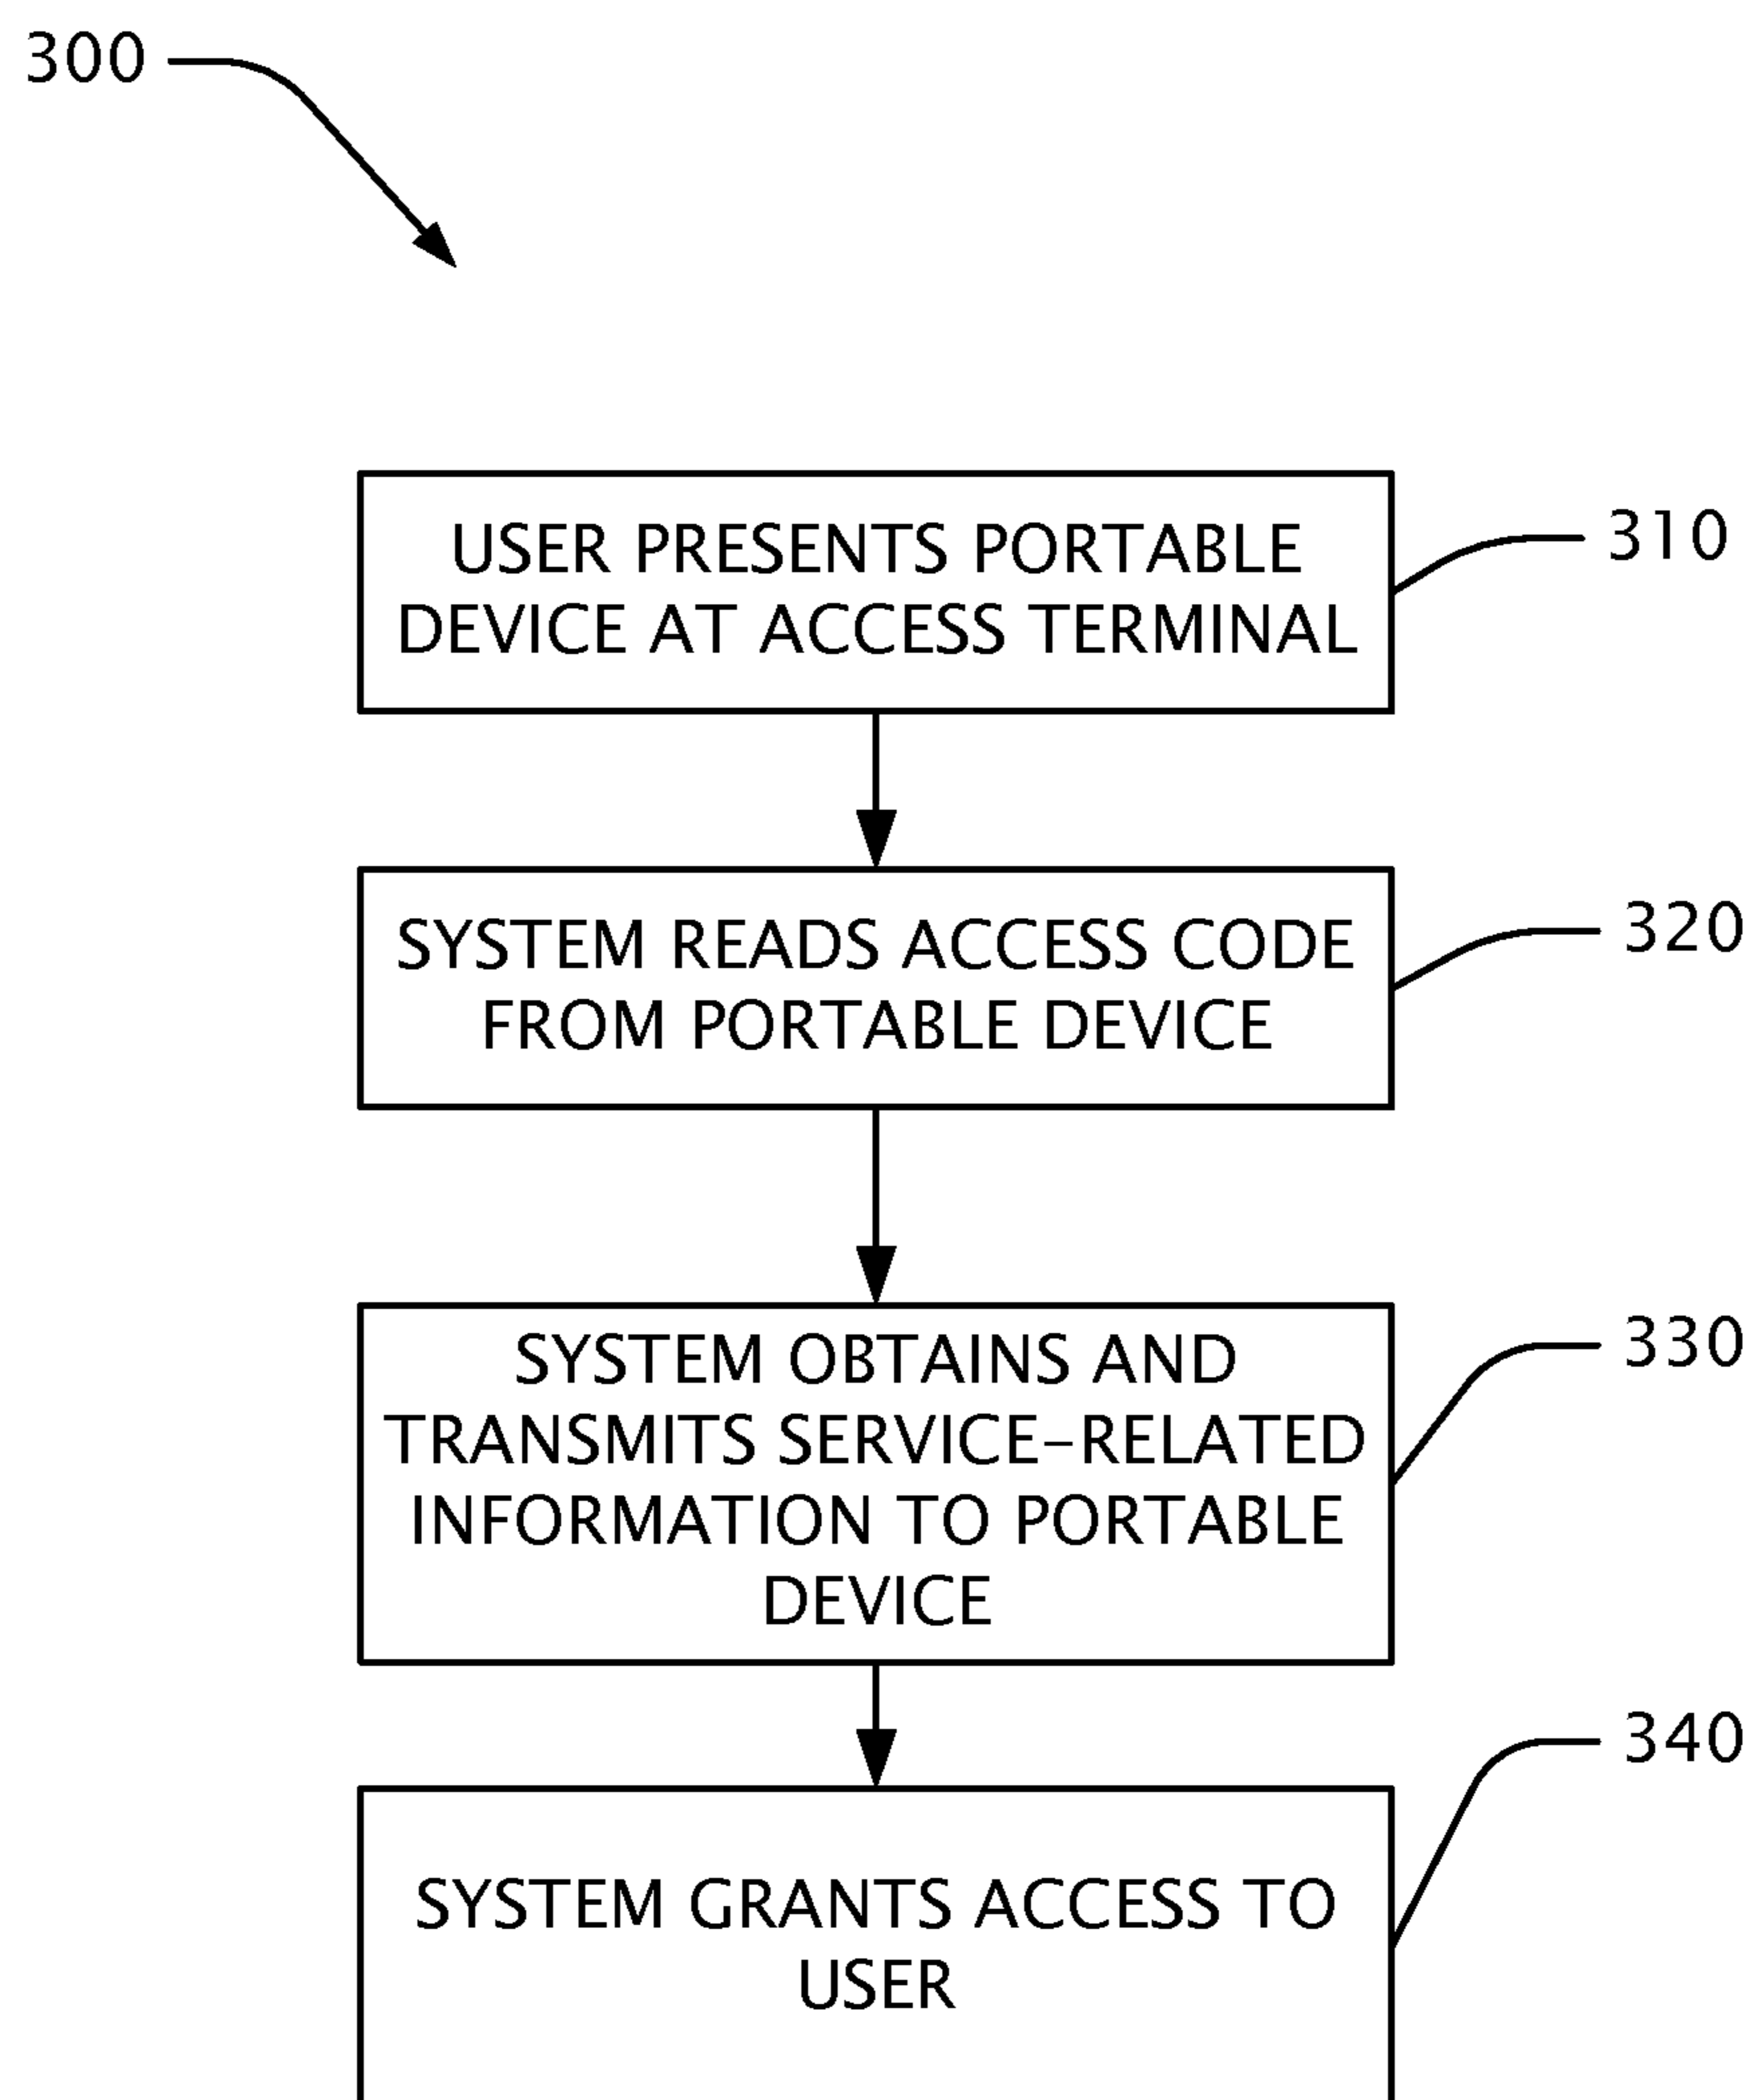 300
USER PRESENTS PORTABLE
DEVICE AT ACCESS TERMINAL
310
SYSTEM READS ACCESS CODE
FROM PORTABLE DEVICE
320
SYSTEM OBTAINS AND
TRANSMITS SERVICE-RELATED
INFORMATION TO PORTABLE
DEVICE
330
SYSTEM GRANTS ACCESS TO
USER
340